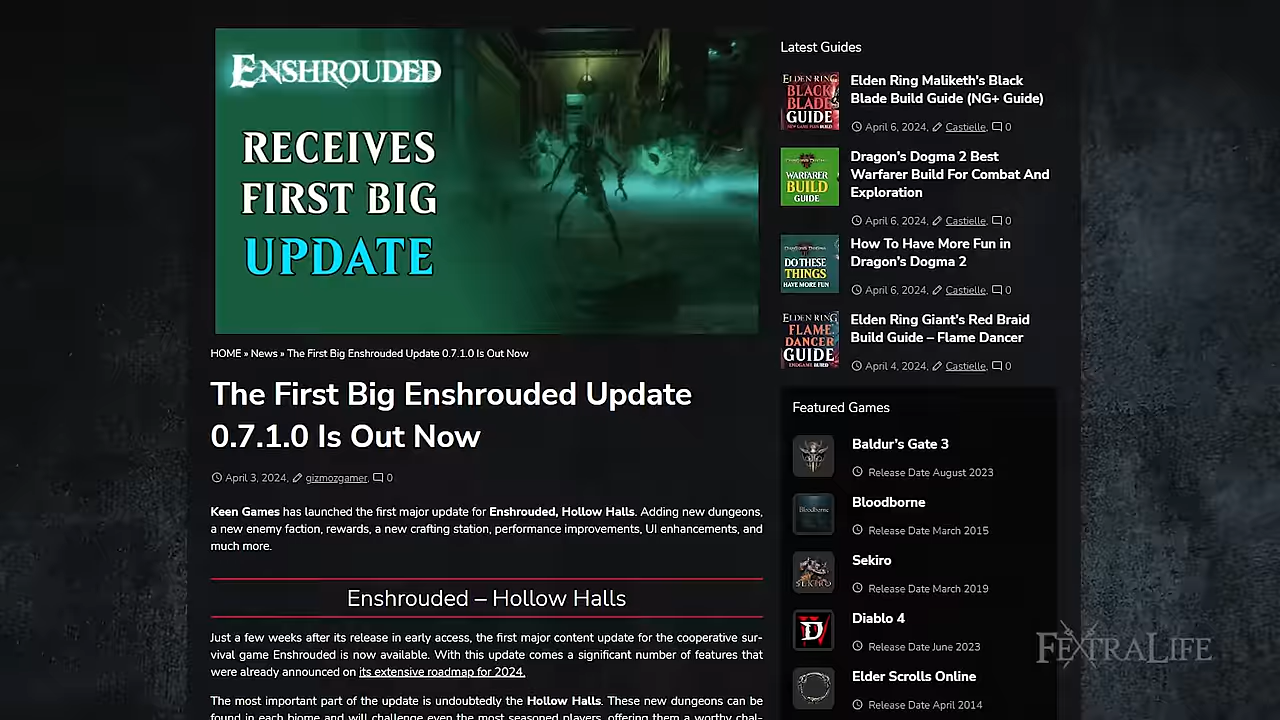 ENSHROUDED
RECEIVES
FIRST BIG
UPDATE
HOME » News » The First Big Enshrouded Update 0.7.1.0 Is Out Now
The First Big Enshrouded Update
0.7.1.0 Is Out Now
April 3, 2024, gizmozgamer, 0
Keen Games has launched the first major update for Enshrouded, Hollow Halls. Adding new dungeons,
a new enemy faction, rewards, a new crafting station, performance improvements, UI enhancements, and
much more.
Enshrouded – Hollow Halls
Just a few weeks after its release in early access, the first major content update for the cooperative sur-
vival game Enshrouded is now available. With this update comes a significant number of features that
were already announced on its extensive roadmap for 2024.
The most important part of the update is undoubtedly the Hollow Halls. These new dungeons can be
found in each biome and will challenge even the most seasoned players, offering them a worthy chal-
Latest Guides
ELDEN RING
BLACK
BLADE
GUIDE
Elden Ring Maliketh's Black
Blade Build Guide (NG+ Guide)
April 6, 2024, Castielle, 0
WARFARER
BUILD
GUIDE
Dragon's Dogma 2 Best
Warfarer Build For Combat And
Exploration
April 6, 2024, Castielle, 0
DO THESE
THINGS
HAVE MORE FUN
How To Have More Fun in
Dragon's Dogma 2
April 6, 2024, Castielle, 0
ELDEN RING
FLAME
DANCER
GUIDE
ENDGAME BUILD
Elden Ring Giant's Red Braid
Build Guide – Flame Dancer
April 4, 2024, Castielle, 0
Featured Games
Baldur's Gate 3
Release Date August 2023
Bloodborne
Bloodborne
Release Date March 2015
SEKIRO
Sekiro
Release Date March 2019
Diablo 4
Release Date June 2023
Elder Scrolls Online
Release Date April 2014
FEXTRALIFE